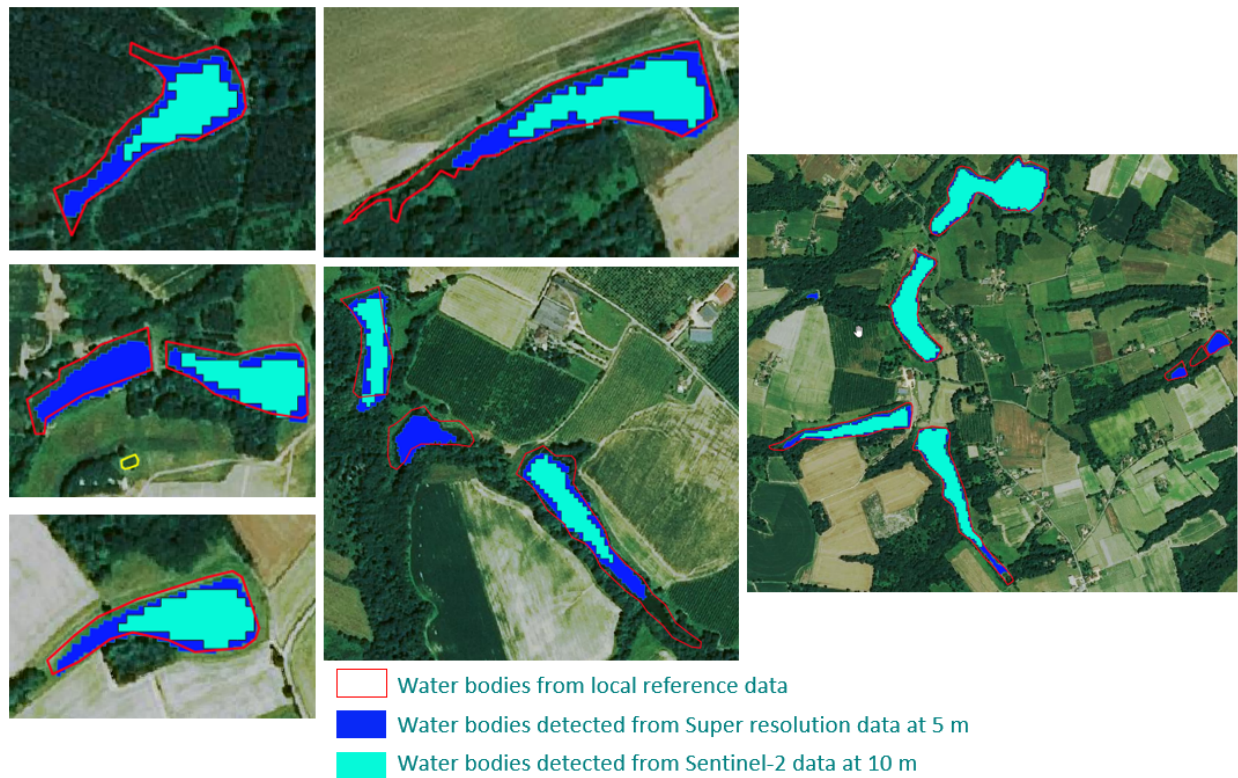 Water bodies from local reference data
Water bodies detected from Super resolution data at 5 m
Water bodies detected from Sentinel-2 data at 10 m